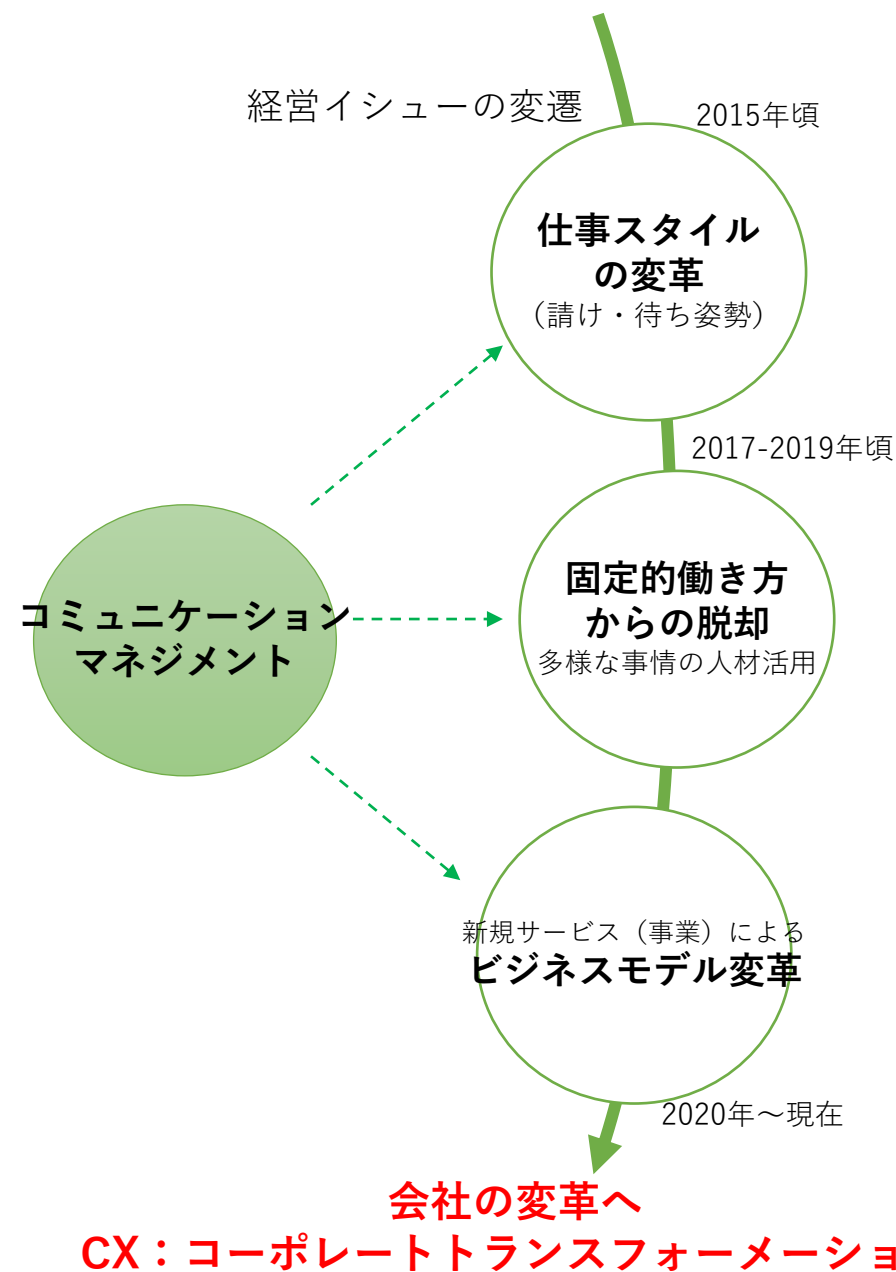 経営イシューの変遷
2015年頃
仕事スタイル
の変革
(請け・待ち姿勢)
2017-2019年頃
固定的働き方
からの脱却
多様な事情の人材活用
コミュニケーション
マネジメント
新規サービス（事業）による
ビジネスモデル変革
2020年～現在
会社の変革へ
CX：コーポレートトランスフォーメーショ